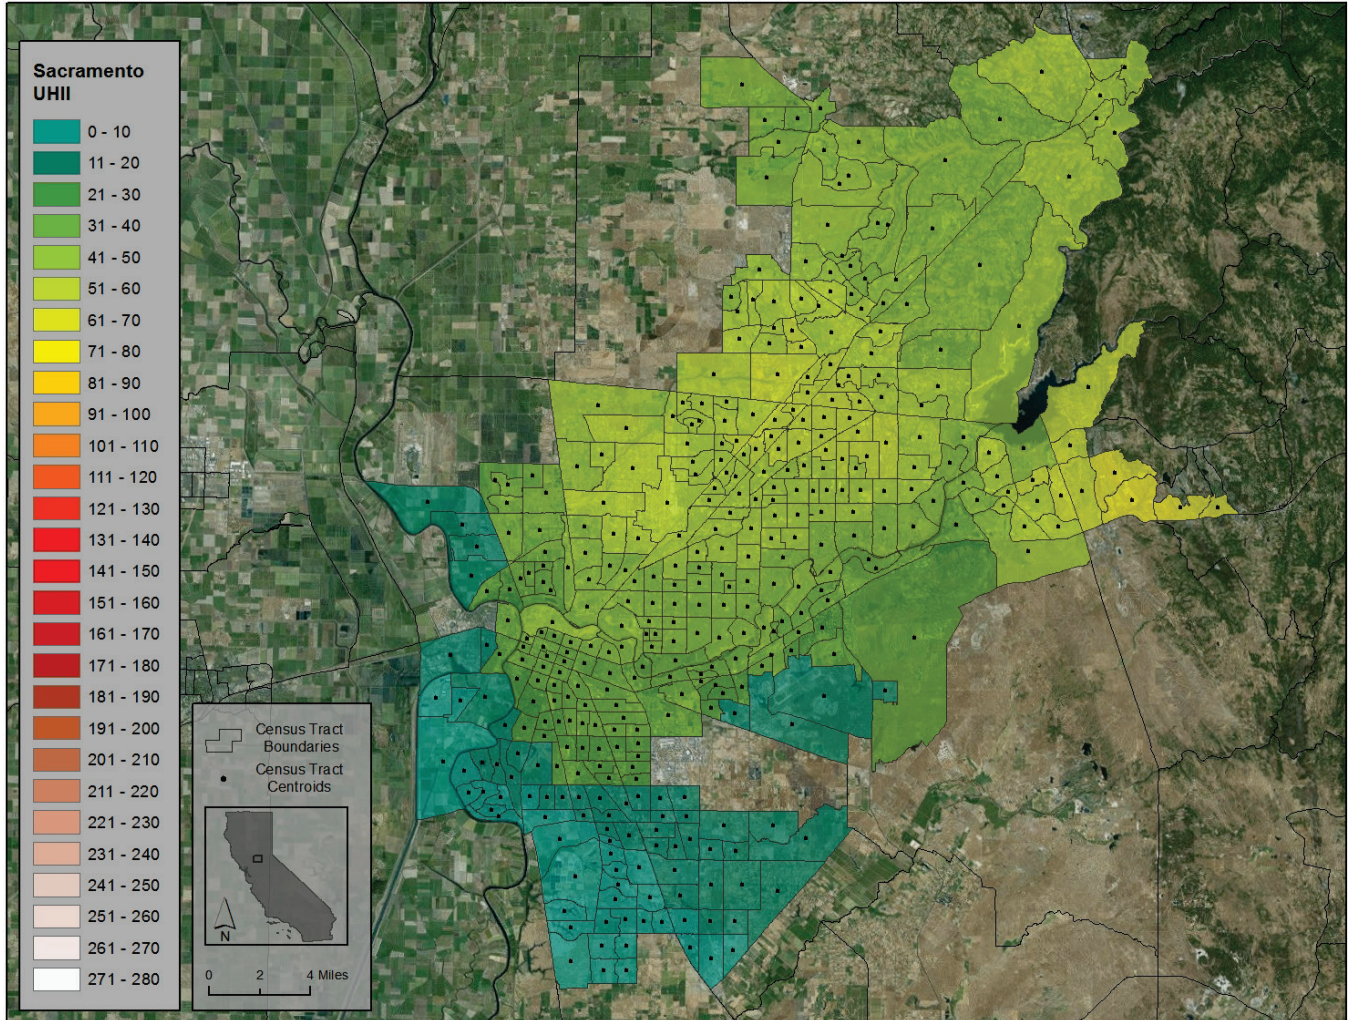 Sacramento
UHII
0 - 10
11 - 20
21 - 30
31 - 40
41 - 50
51 - 60
61 - 70
71 - 80
81 - 90
91 - 100
101 - 110
111 - 120
121 - 130
131 - 140
141 - 150
151 - 160
161 - 170
171 - 180
181 - 190
191 - 200
201 - 210
211 - 220
221 - 230
231 - 240
241 - 250
251 - 260
261 - 270
271 - 280
Census Tract
Boundaries
Census Tract
Centroids
N
0 2 4 Miles